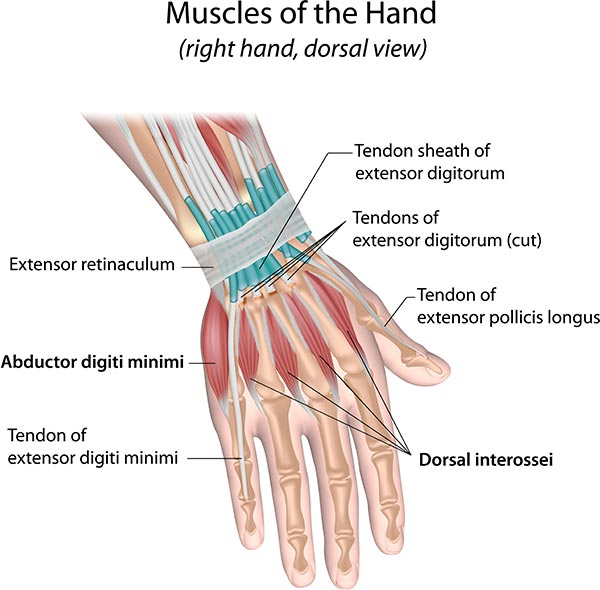 Muscles of the Hand
(right hand, dorsal view)
Tendon sheath of
extensor digitorum
Tendons of
extensor digitorum (cut)
Extensor retinaculum
Tendon of
extensor pollicis longus
Abductor digiti minimi
Tendon of
extensor digiti minimi
Dorsal interossei